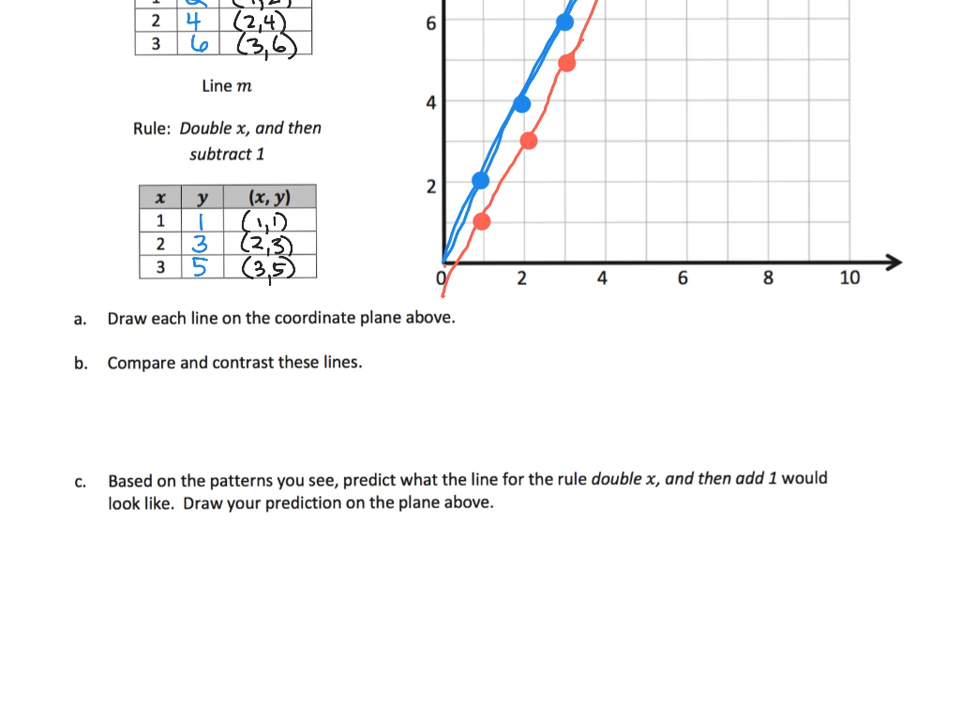 2 4 (2,4)
3 6 (3,6)
6
Line m
4
Rule: Double x, and then
subtract 1
2
x y (x, y)
1 1 (1,1)
2 3 (2,3)
3 5 (3,5)
0 2 4 6 8 10
a. Draw each line on the coordinate plane above.
b. Compare and contrast these lines.
c. Based on the patterns you see, predict what the line for the rule double x, and then add 1 would
look like. Draw your prediction on the plane above.